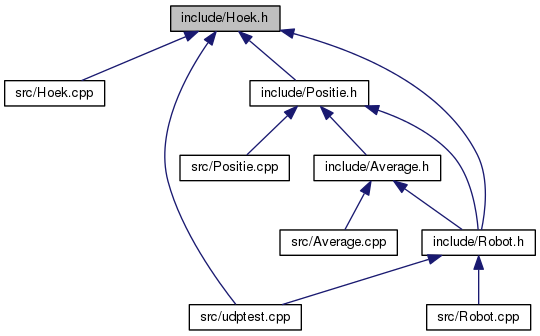 include/Hoek.h
src/Hoek.cpp
include/Positie.h
src/Positie.cpp
include/Average.h
src/Average.cpp
include/Robot.h
src/udptest.cpp
src/Robot.cpp